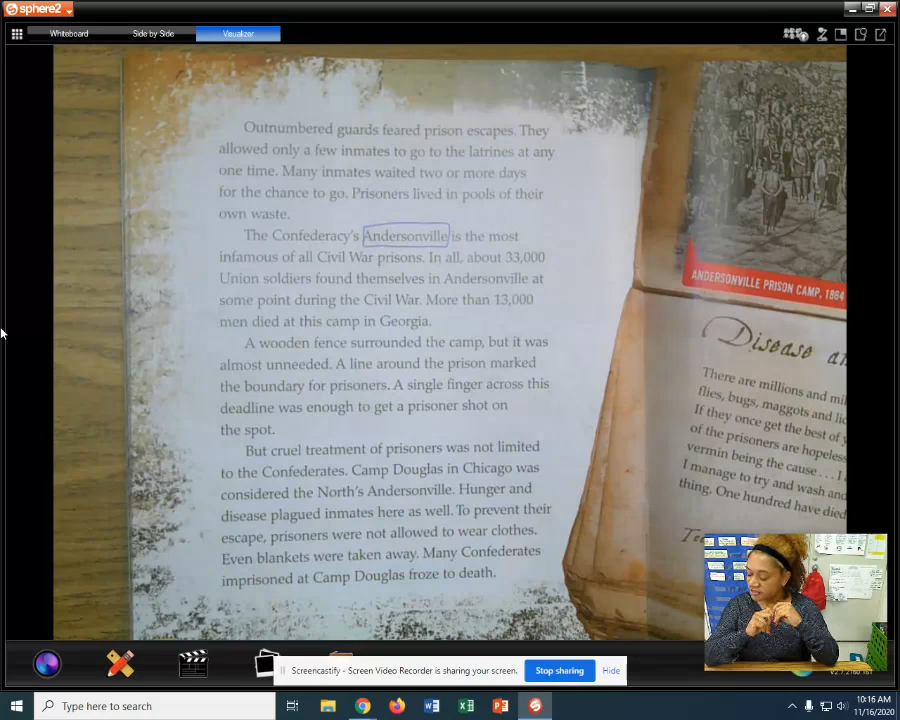 sphere2
Whiteboard
Side by Side
Visualizer
Outnumbered guards feared prison escapes. They
allowed only a few inmates to go to the latrines at any
one time. Many inmates waited two or more days
for the chance to go. Prisoners lived in pools of their
own waste.
The Confederacy's Andersonville is the most
infamous of all Civil War prisons. In all, about 33,000
Union soldiers found themselves in Andersonville at
some point during the Civil War. More than 13,000
men died at this camp in Georgia.
A wooden fence surrounded the camp, but it was
almost unneeded. A line around the prison marked
the boundary for prisoners. A single finger across this
deadline was enough to get a prisoner shot on
the spot.
But cruel treatment of prisoners was not limited
to the Confederates. Camp Douglas in Chicago was
considered the North's Andersonville. Hunger and
disease plagued inmates here as well. To prevent their
escape, prisoners were not allowed to wear clothes.
Even blankets were taken away. Many Confederates
imprisoned at Camp Douglas froze to death.
ANDERSONVILLE PRISON CAMP, 1864
Disease an
There are millions and mil
flies, bugs, maggots and lic
If they once get the best of y
of the prisoners are hopeless
vermin being the cause . . . I
I manage to try and wash and
thing. One hundred have died
Screencastify - Screen Video Recorder is sharing your screen.
Stop sharing
Hide
Type here to search
10:16 AM
11/16/2020